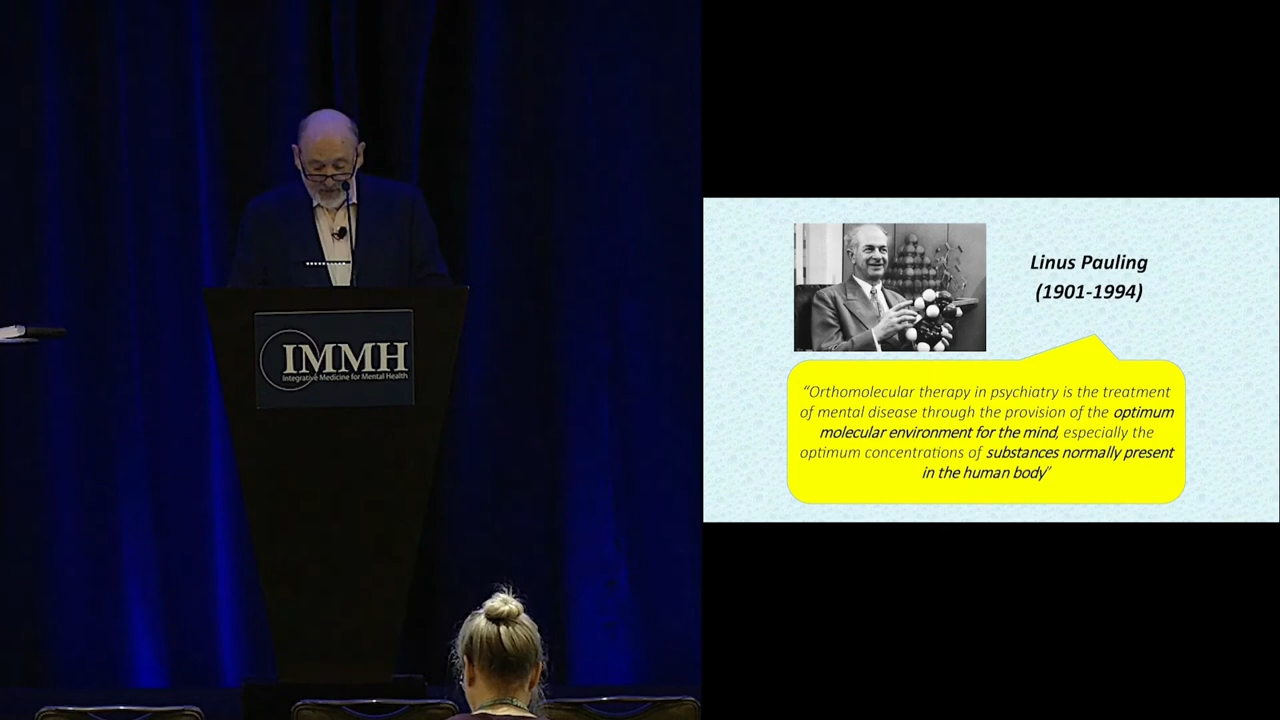 IMMH
Integrative Medicine for Mental Health
Linus Pauling
(1901-1994)
“Orthomolecular therapy in psychiatry is the treatment
of mental disease through the provision of the optimum
molecular environment for the mind, especially the
optimum concentrations of substances normally present
in the human body”